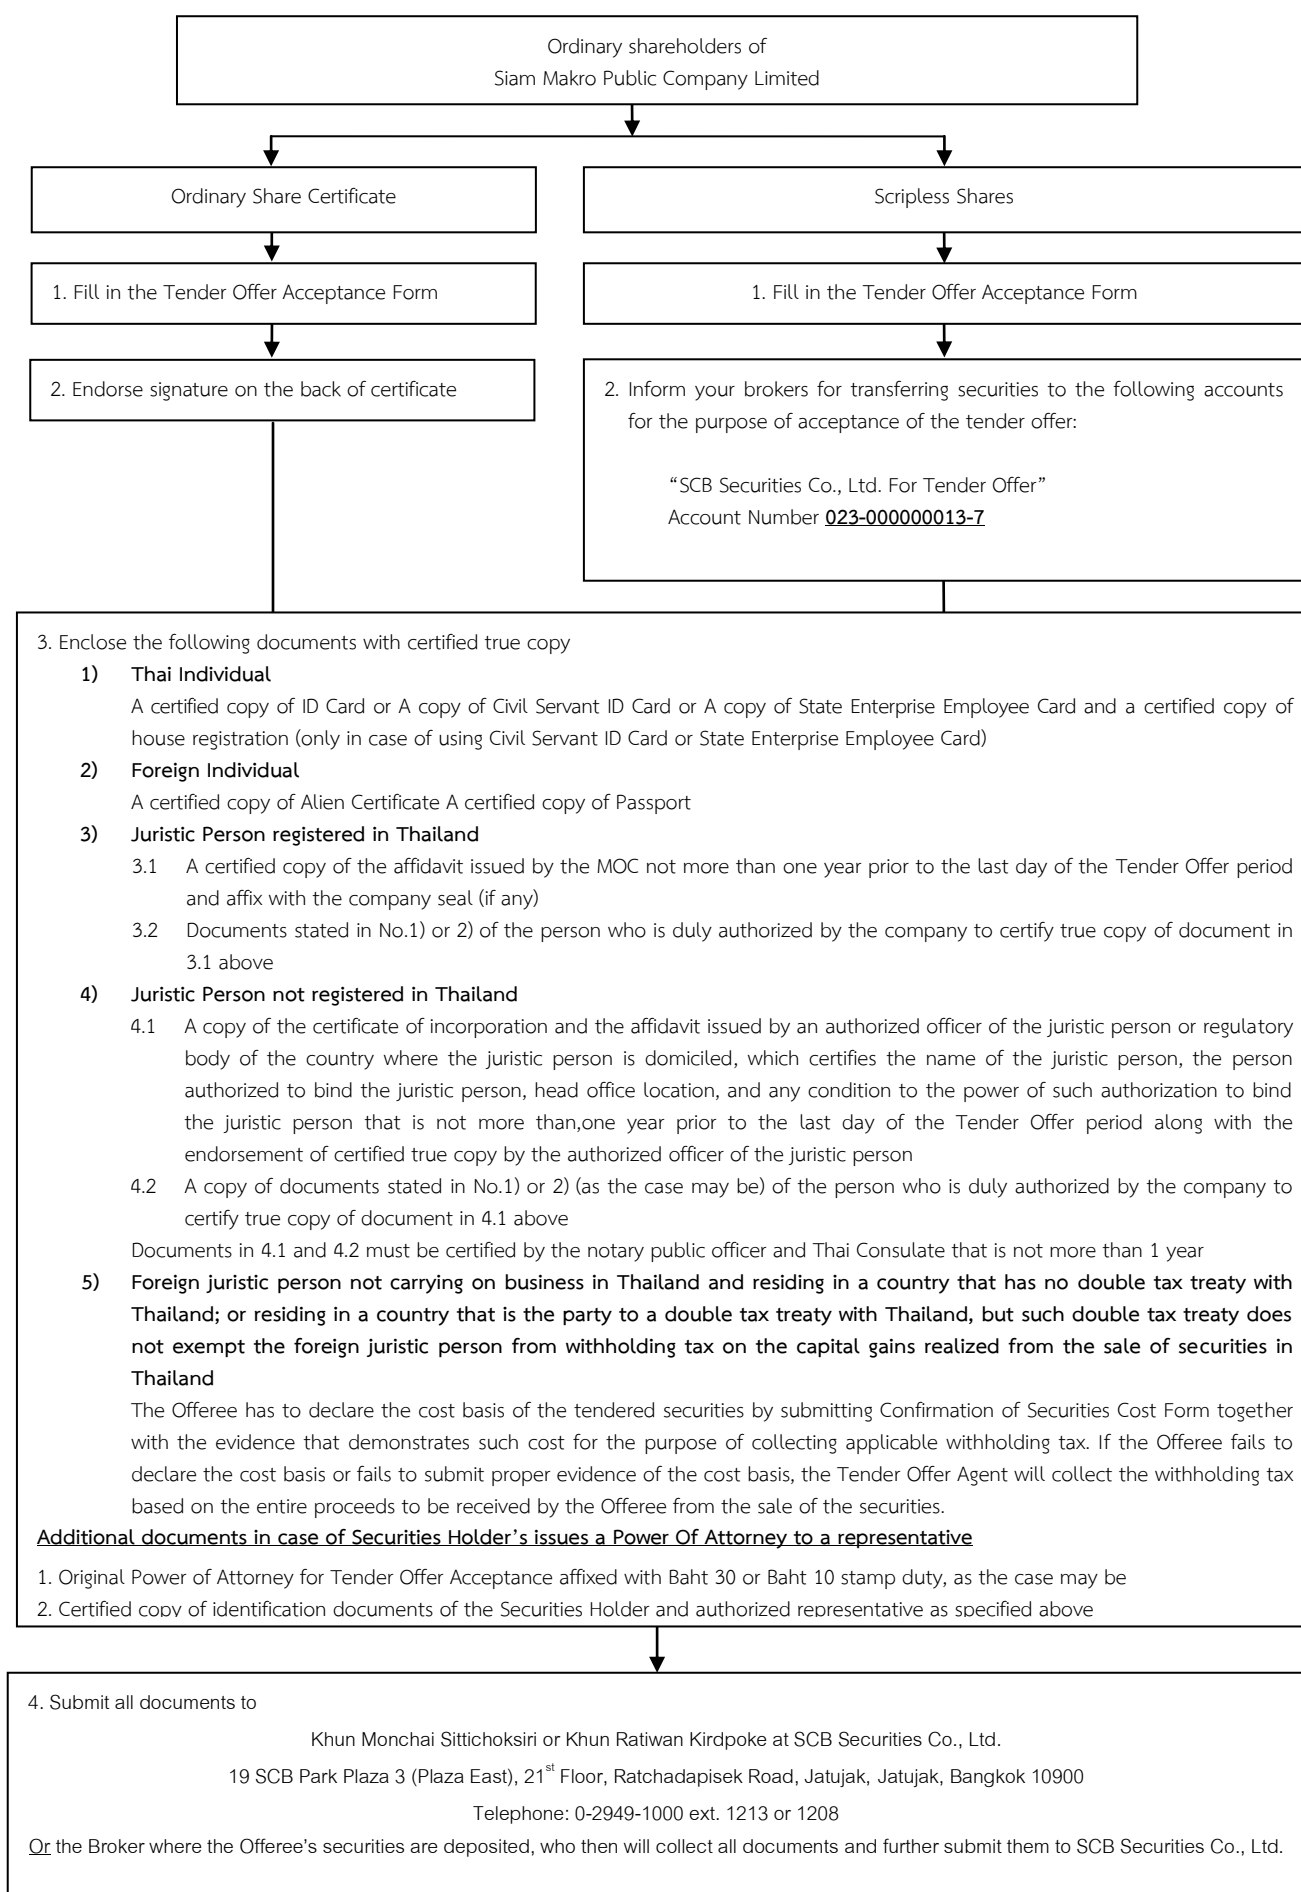 Ordinary shareholders of
Siam Makro Public Company Limited
Ordinary Share Certificate
Scripless Shares
1. Fill in the Tender Offer Acceptance Form
1. Fill in the Tender Offer Acceptance Form
2. Endorse signature on the back of certificate
2. Inform your brokers for transferring securities to the following accounts
for the purpose of acceptance of the tender offer:
“SCB Securities Co., Ltd. For Tender Offer”
Account Number 023-000000013-7
3. Enclose the following documents with certified true copy
1) Thai Individual
A certified copy of ID Card or A copy of Civil Servant ID Card or A copy of State Enterprise Employee Card and a certified copy of
house registration (only in case of using Civil Servant ID Card or State Enterprise Employee Card)
2) Foreign Individual
A certified copy of Alien Certificate A certified copy of Passport
3) Juristic Person registered in Thailand
3.1 A certified copy of the affidavit issued by the MOC not more than one year prior to the last day of the Tender Offer period
and affix with the company seal (if any)
3.2 Documents stated in No.1) or 2) of the person who is duly authorized by the company to certify true copy of document in
3.1 above
4) Juristic Person not registered in Thailand
4.1 A copy of the certificate of incorporation and the affidavit issued by an authorized officer of the juristic person or regulatory
body of the country where the juristic person is domiciled, which certifies the name of the juristic person, the person
authorized to bind the juristic person, head office location, and any condition to the power of such authorization to bind
the juristic person that is not more than,one year prior to the last day of the Tender Offer period along with the
endorsement of certified true copy by the authorized officer of the juristic person
4.2 A copy of documents stated in No.1) or 2) (as the case may be) of the person who is duly authorized by the company to
certify true copy of document in 4.1 above
Documents in 4.1 and 4.2 must be certified by the notary public officer and Thai Consulate that is not more than 1 year
5) Foreign juristic person not carrying on business in Thailand and residing in a country that has no double tax treaty with
Thailand; or residing in a country that is the party to a double tax treaty with Thailand, but such double tax treaty does
not exempt the foreign juristic person from withholding tax on the capital gains realized from the sale of securities in
Thailand
The Offeree has to declare the cost basis of the tendered securities by submitting Confirmation of Securities Cost Form together
with the evidence that demonstrates such cost for the purpose of collecting applicable withholding tax. If the Offeree fails to
declare the cost basis or fails to submit proper evidence of the cost basis, the Tender Offer Agent will collect the withholding tax
based on the entire proceeds to be received by the Offeree from the sale of the securities.
Additional documents in case of Securities Holder’s issues a Power Of Attorney to a representative
1. Original Power of Attorney for Tender Offer Acceptance affixed with Baht 30 or Baht 10 stamp duty, as the case may be
2. Certified copy of identification documents of the Securities Holder and authorized representative as specified above
4. Submit all documents to
Khun Monchai Sittichoksiri or Khun Ratiwan Kirdpoke at SCB Securities Co., Ltd.
19 SCB Park Plaza 3 (Plaza East), 21st Floor, Ratchadapisek Road, Jatujak, Jatujak, Bangkok 10900
Telephone: 0-2949-1000 ext. 1213 or 1208
Or the Broker where the Offeree’s securities are deposited, who then will collect all documents and further submit them to SCB Securities Co., Ltd.